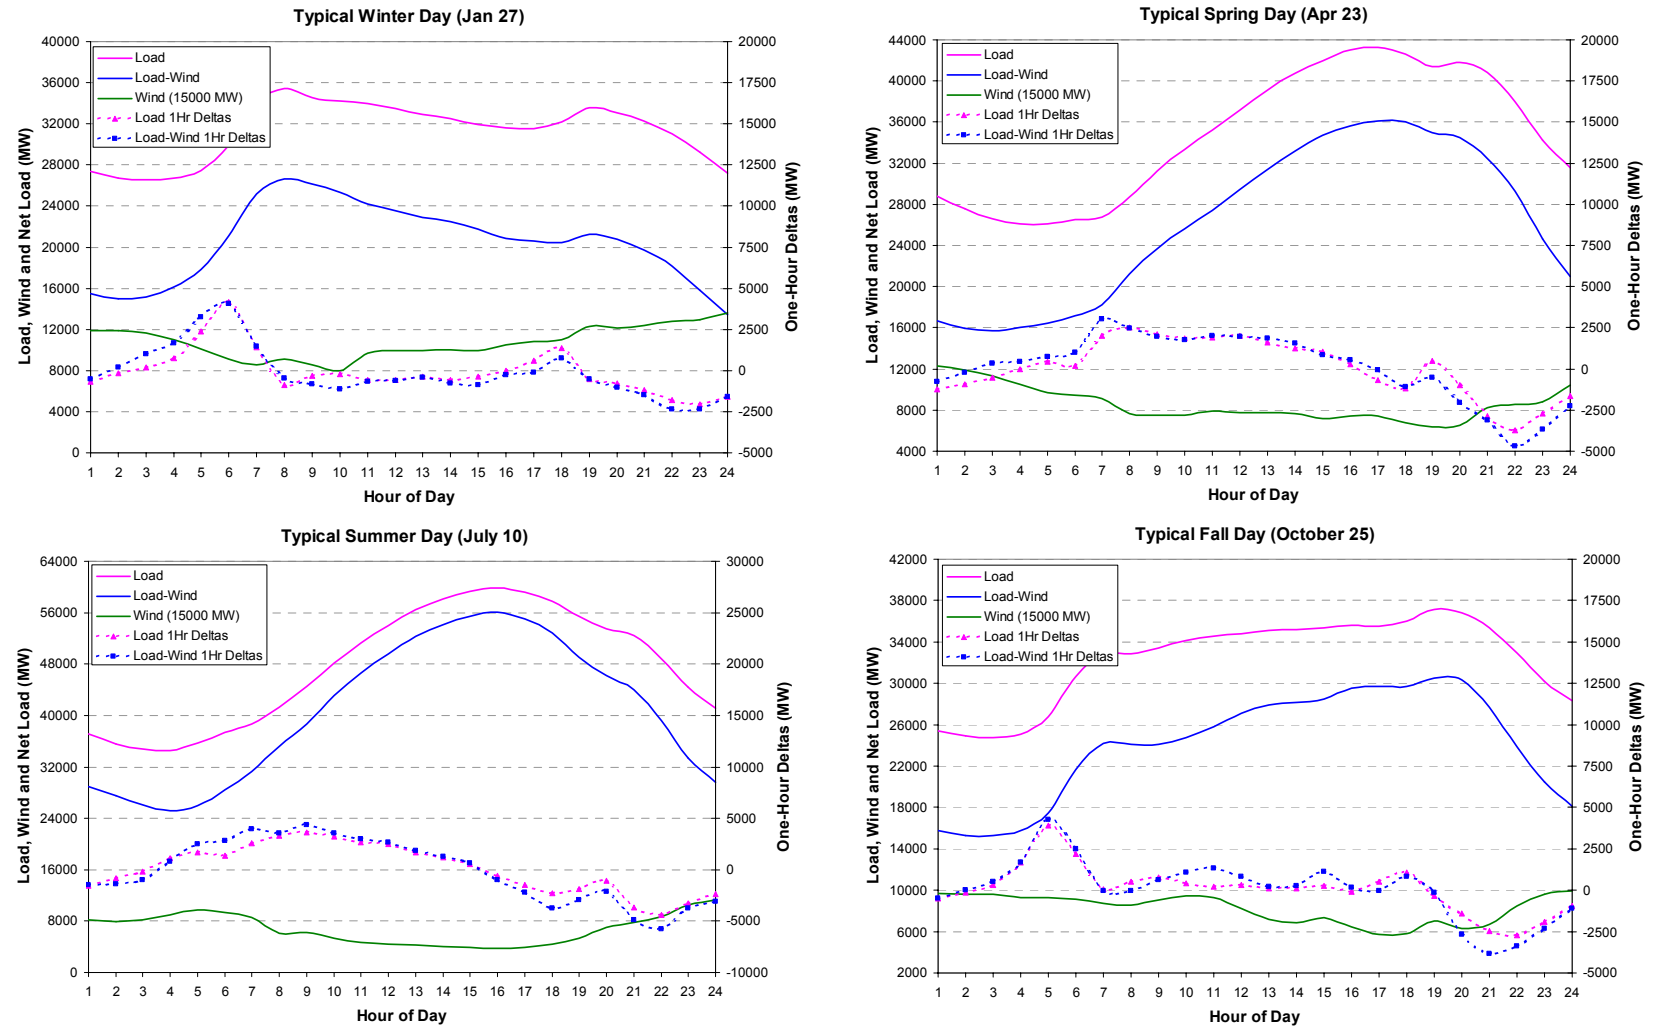 Typical Winter Day (Jan 27)
40000
36000
32000
28000
24000
20000
16000
12000
8000
4000
0
Load, Wind and Net Load (MW)
Load
Load-Wind
Wind (15000 MW)
Load 1Hr Deltas
Load-Wind 1Hr Deltas
20000
17500
15000
12500
10000
7500
5000
2500
0
-2500
-5000
One-Hour Deltas (MW)
1 2 3 4 5 6 7 8 9 10 11 12 13 14 15 16 17 18 19 20 21 22 23 24
Hour of Day
Typical Spring Day (Apr 23)
44000
40000
36000
32000
28000
24000
20000
16000
12000
8000
4000
Load, Wind and Net Load (MW)
Load
Load-Wind
Wind (15000 MW)
Load 1Hr Deltas
Load-Wind 1Hr Deltas
20000
17500
15000
12500
10000
7500
5000
2500
0
-2500
-5000
One-Hour Deltas (MW)
1 2 3 4 5 6 7 8 9 10 11 12 13 14 15 16 17 18 19 20 21 22 23 24
Hour of Day
Typical Summer Day (July 10)
64000
56000
48000
40000
32000
24000
16000
8000
0
Load, Wind and Net Load (MW)
Load
Load-Wind
Wind (15000 MW)
Load 1Hr Deltas
Load-Wind 1Hr Deltas
30000
25000
20000
15000
10000
5000
0
-5000
-10000
One-Hour Deltas (MW)
1 2 3 4 5 6 7 8 9 10 11 12 13 14 15 16 17 18 19 20 21 22 23 24
Hour of Day
Typical Fall Day (October 25)
42000
38000
34000
30000
26000
22000
18000
14000
10000
6000
2000
Load, Wind and Net Load (MW)
Load
Load-Wind
Wind (15000 MW)
Load 1Hr Deltas
Load-Wind 1Hr Deltas
20000
17500
15000
12500
10000
7500
5000
2500
0
-2500
-5000
One-Hour Deltas (MW)
1 2 3 4 5 6 7 8 9 10 11 12 13 14 15 16 17 18 19 20 21 22 23 24
Hour of Day